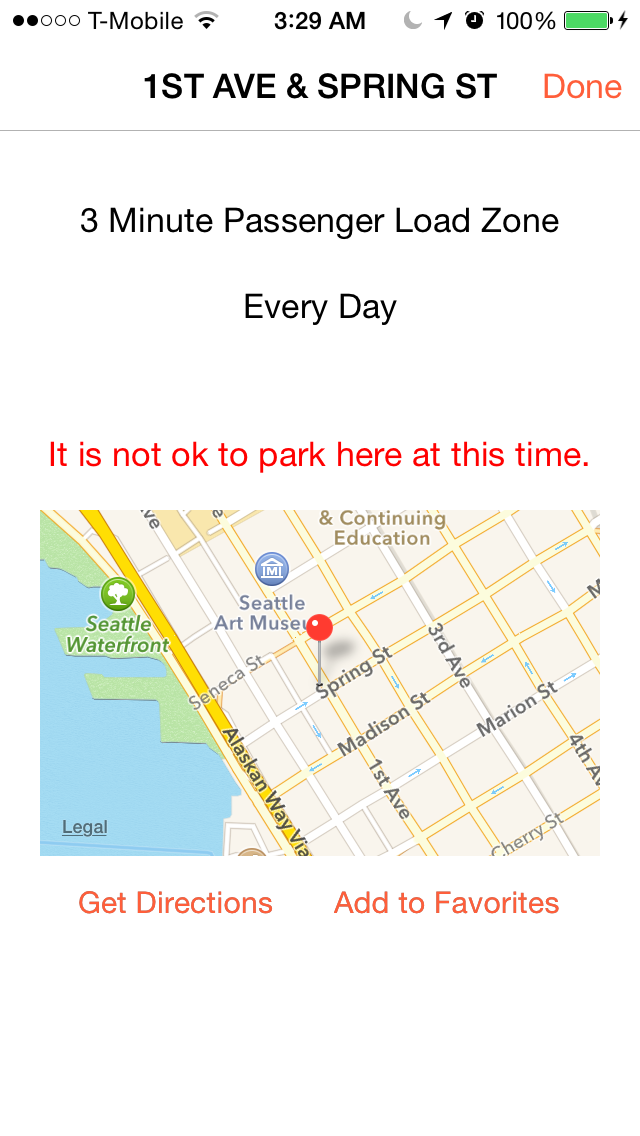 T-Mobile 3:29 AM 100%
1ST AVE & SPRING ST Done
3 Minute Passenger Load Zone
Every Day
It is not ok to park here at this time.
& Continuing
Education
Seattle
Art Museu
Seattle
Waterfront
3rd Ave
Seneca St
Spring St
Madison St
Marion St
Alaskan Way Via
1st Ave
4th Av
Cherry St
Legal
Get Directions Add to Favorites